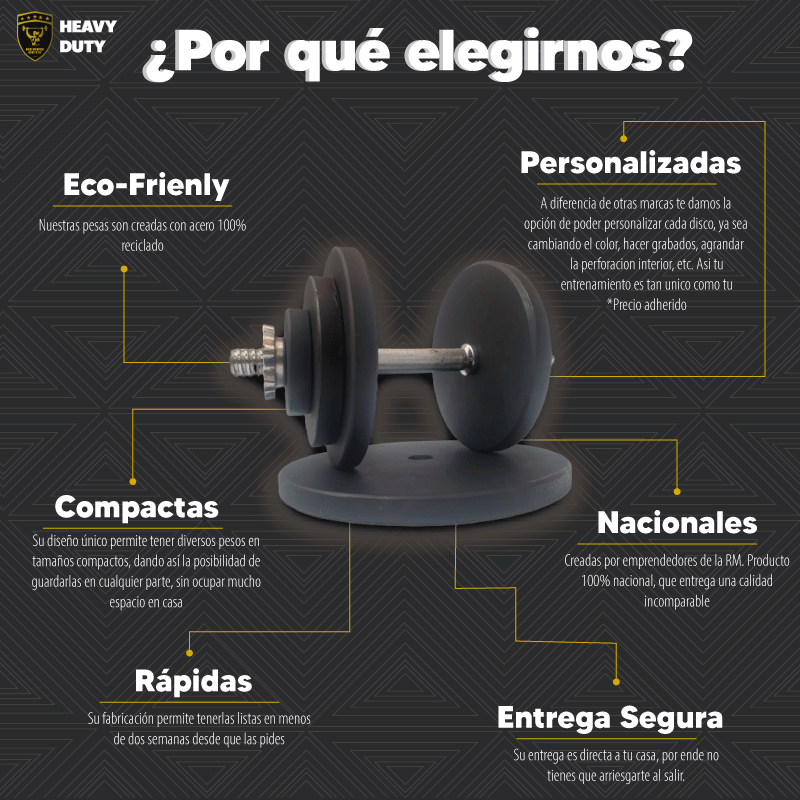 HEAVY
DUTY
¿Por qué elegirnos?
Eco-Frienly
Nuestras pesas son creadas con acero 100%
reciclado
Personalizadas
A diferencia de otras marcas te damos la
opción de poder personalizar cada disco, ya sea
cambiando el color, hacer grabados, agrandar
la perforacion interior, etc. Asi tu
entrenamiento es tan unico como tu
*Precio adherido
Compactas
Su diseño único permite tener diversos pesos en
tamaños compactos, dando así la posibilidad de
guardarlas en cualquier parte, sin ocupar mucho
espacio en casa
Nacionales
Creadas por emprendedores de la RM. Producto
100% nacional, que entrega una calidad
incomparable
Rápidas
Su fabricación permite tenerlas listas en menos
de dos semanas desde que las pides
Entrega Segura
Su entrega es directa a tu casa, por ende no
tienes que arriesgarte al salir.